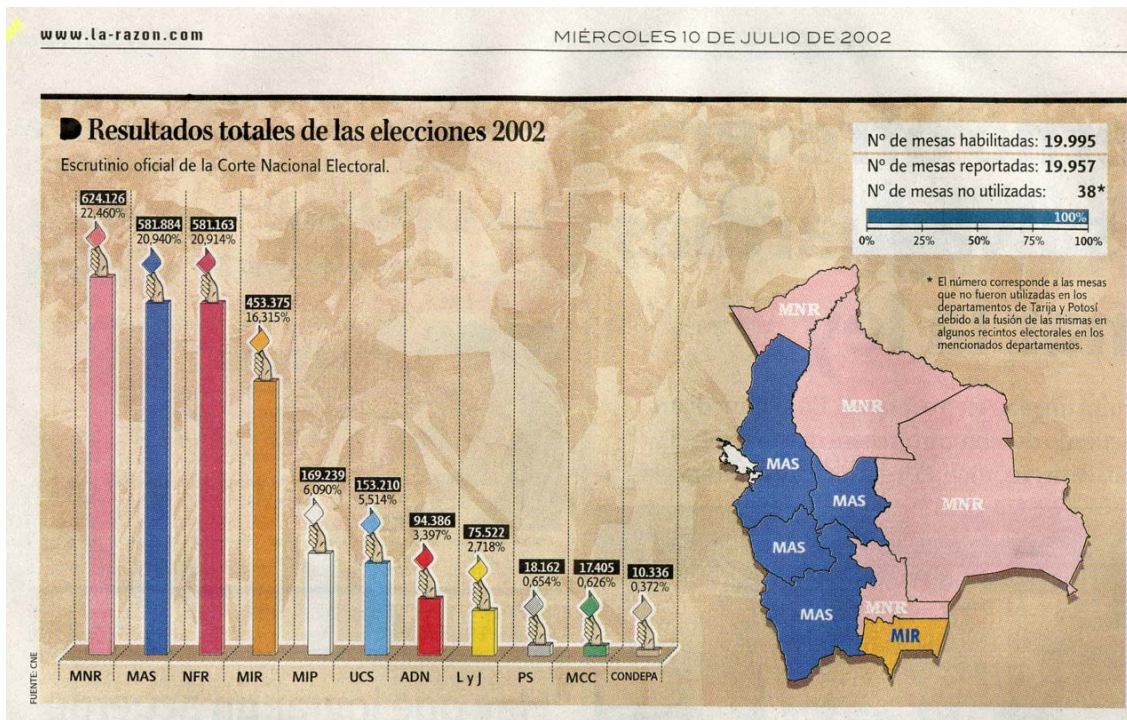 www.la-razon.com
MIÉRCOLES 10 DE JULIO DE 2002
Resultados totales de las elecciones 2002
Escrutinio oficial de la Corte Nacional Electoral.
624.126
22,460%
581.884
20,940%
581.163
20,914%
453.375
16,315%
169.239
6,090%
153.210
5,514%
94.386
3,397%
75.522
2,718%
18.162
0,654%
17.405
0,626%
10.336
0,372%
MNR MAS NFR MIR MIP UCS ADN L y J PS MCC CONDEPA
FUENTE: CNE
Nº de mesas habilitadas: 19.995
Nº de mesas reportadas: 19.957
Nº de mesas no utilizadas: 38*
100%
0% 25% 50% 75% 100%
* El número corresponde a las mesas
que no fueron utilizadas en los
departamentos de Tarija y Potosí
debido a la fusión de las mismas en
algunos recintos electorales en los
mencionados departamentos.
MNR
MNR
MAS
MAS
MNR
MAS
MNR
MAS
MIR